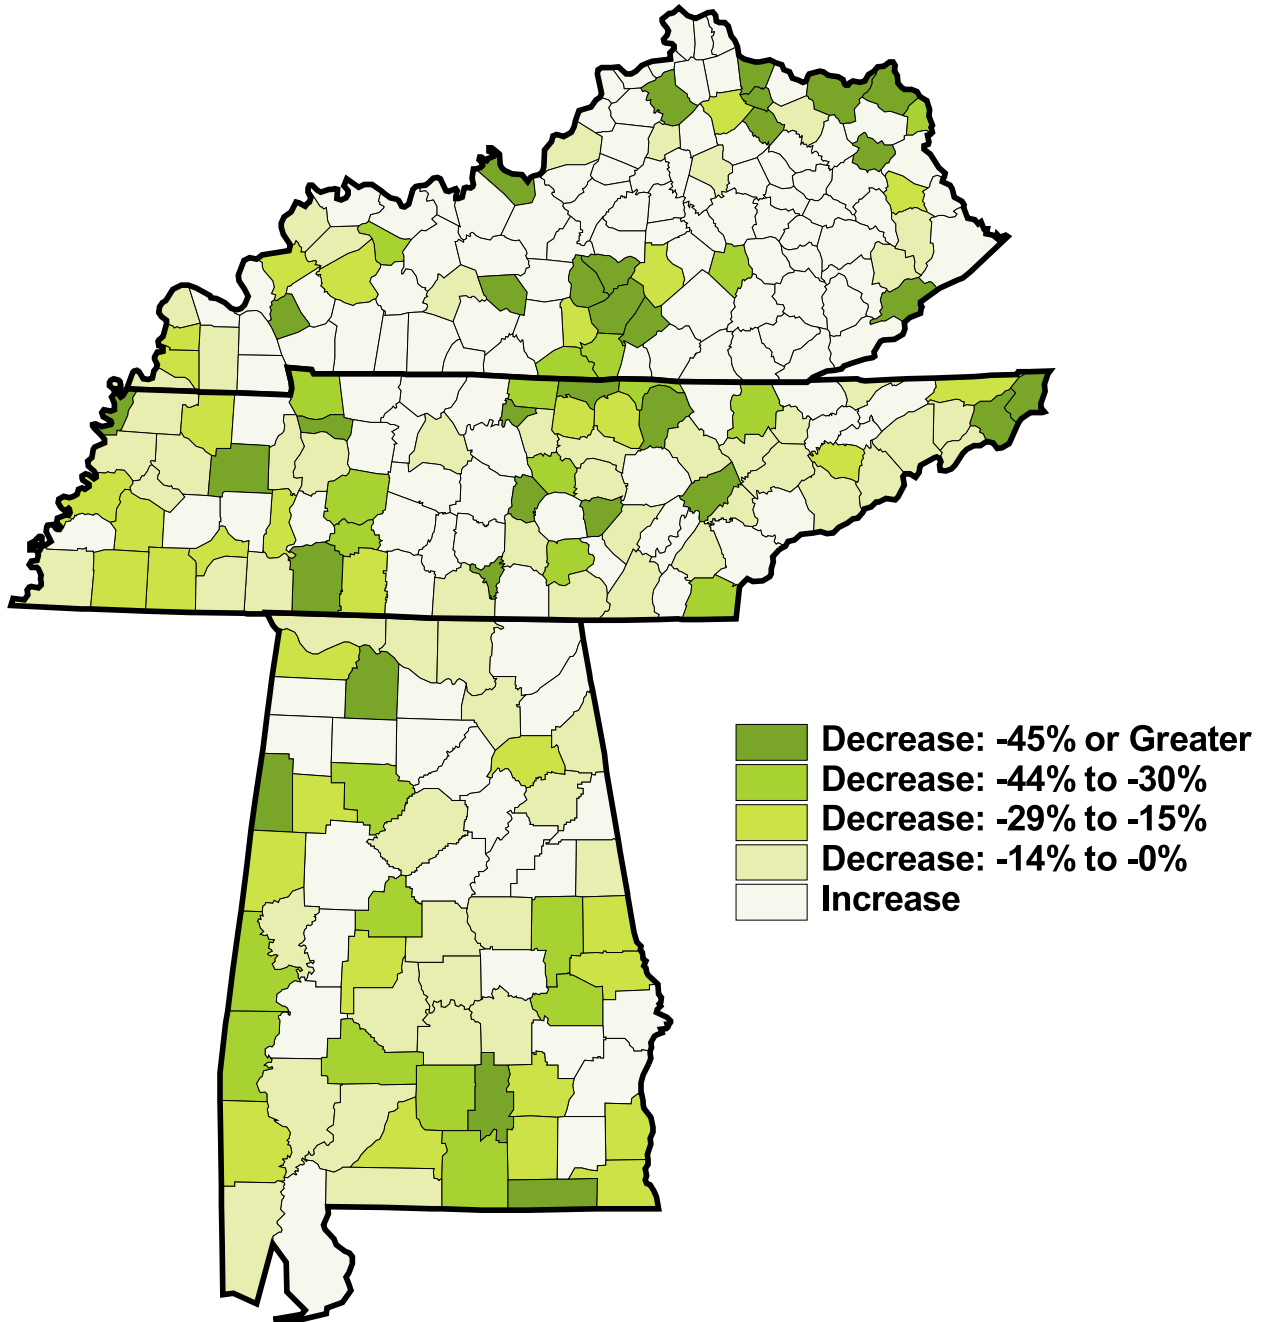 Decrease: -45% or Greater
Decrease: -44% to -30%
Decrease: -29% to -15%
Decrease: -14% to -0%
Increase